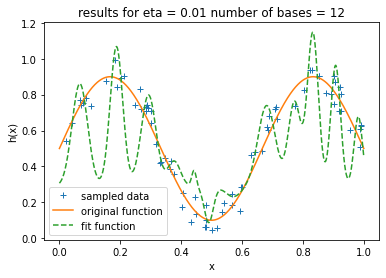 results for eta = 0.01 number of bases = 12
1.2
1.0
0.8
0.6
0.4
0.2
0.0
h(x)
sampled data
original function
fit function
0.0 0.2 0.4 0.6 0.8 1.0
x